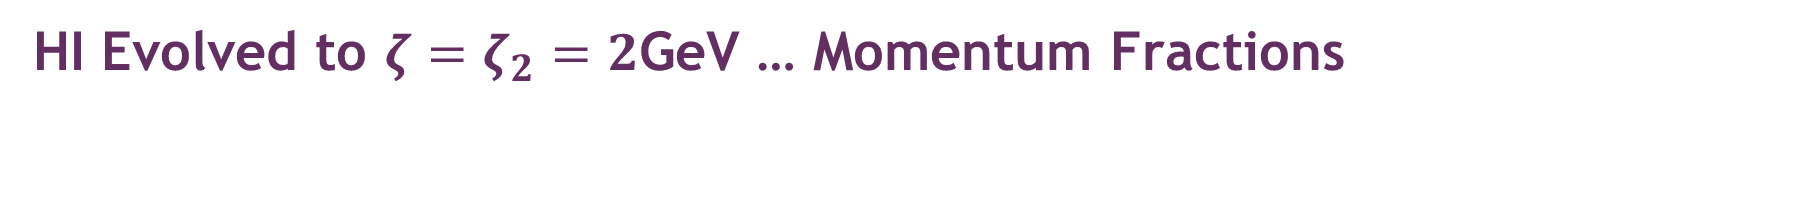 HI Evolved to ζ = ζ₂ = 2GeV … Momentum Fractions